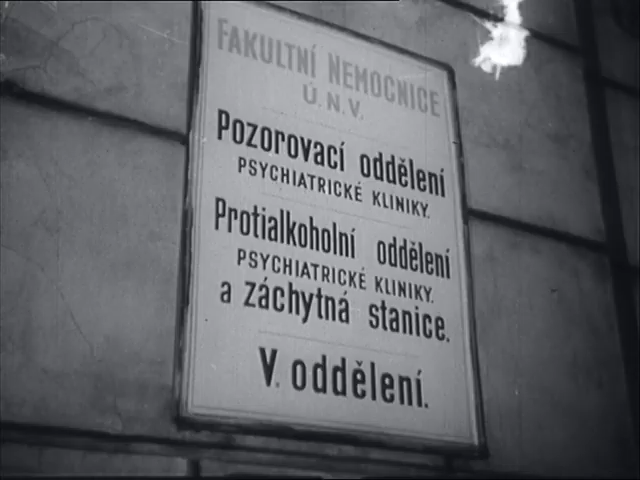 FAKULTNÍ NEMOCNICE
Ú.N.V.
Pozorovací oddělení
PSYCHIATRICKÉ KLINIKY.
Protialkoholní oddělení
PSYCHIATRICKÉ KLINIKY.
a záchytná stanice.
V. oddělení.